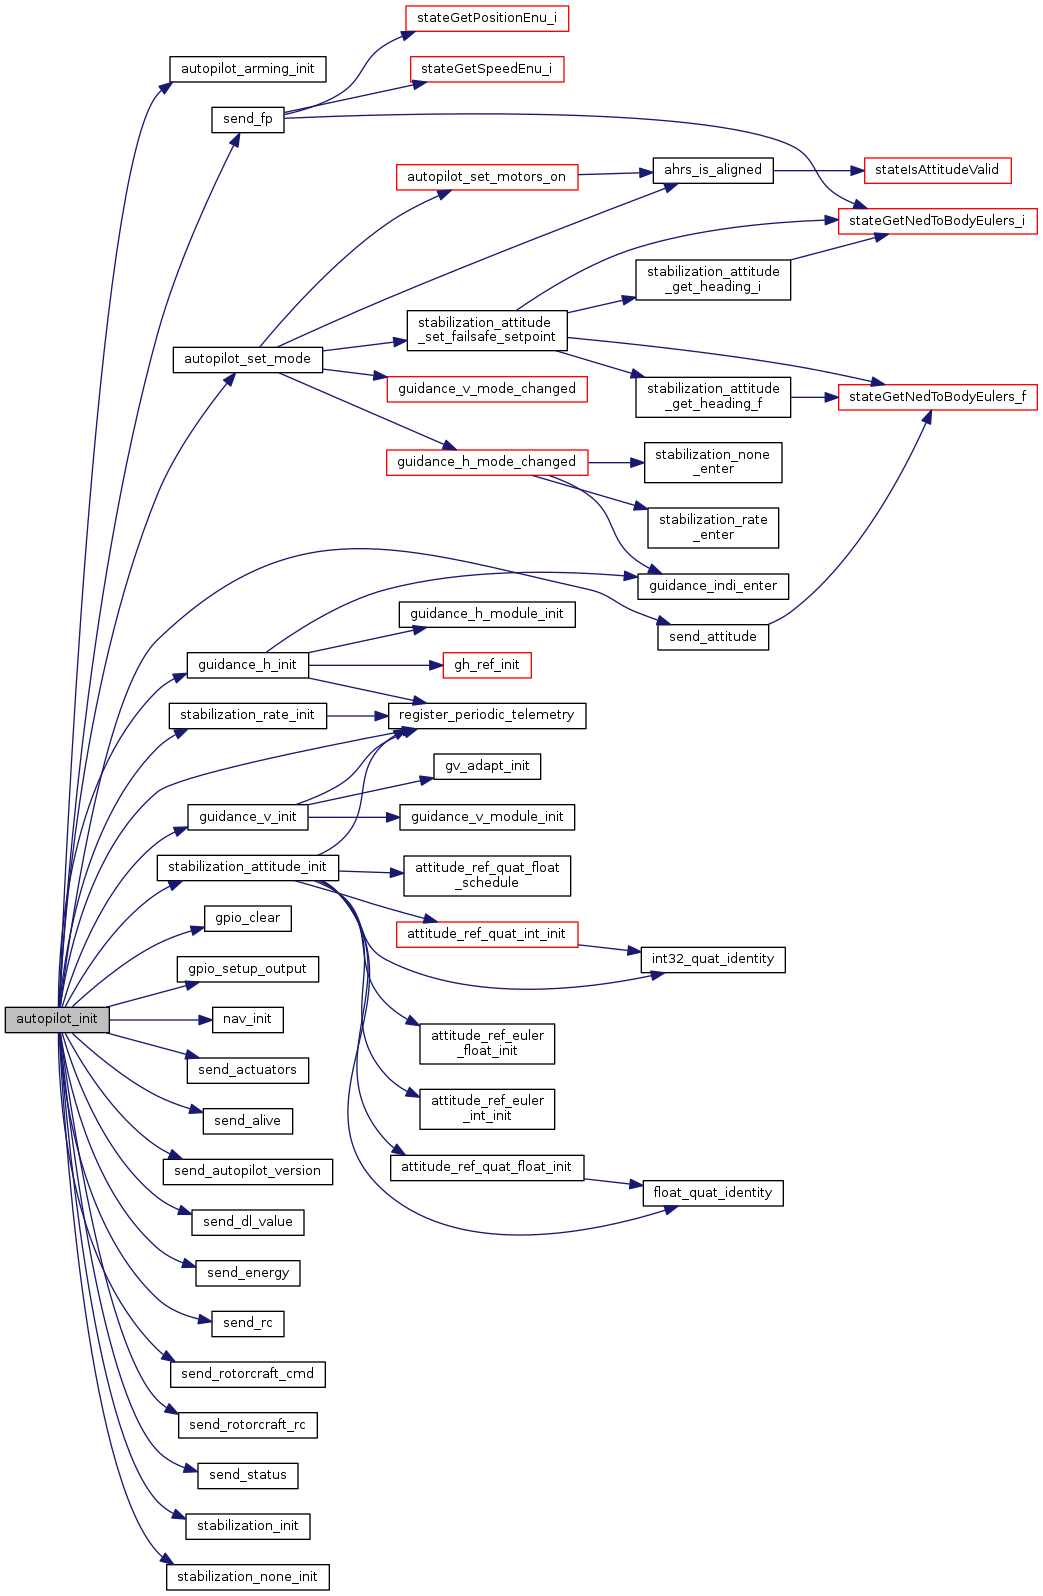 stateGetPositionEnu_i
autopilot_arming_init
stateGetSpeedEnu_i
send_fp
autopilot_set_motors_on
ahrs_is_aligned
stateIsAttitudeValid
stateGetNedToBodyEulers_i
stabilization_attitude
_get_heading_i
stabilization_attitude
_set_failsafe_setpoint
autopilot_set_mode
guidance_v_mode_changed
stabilization_attitude
_get_heading_f
stateGetNedToBodyEulers_f
guidance_h_mode_changed
stabilization_none
_enter
stabilization_rate
_enter
guidance_indi_enter
guidance_h_module_init
send_attitude
guidance_h_init
gh_ref_init
stabilization_rate_init
register_periodic_telemetry
gv_adapt_init
guidance_v_init
guidance_v_module_init
stabilization_attitude_init
attitude_ref_quat_float
_schedule
gpio_clear
attitude_ref_quat_int_init
int32_quat_identity
gpio_setup_output
autopilot_init
nav_init
attitude_ref_euler
_float_init
send_actuators
attitude_ref_euler
_int_init
send_alive
send_autopilot_version
attitude_ref_quat_float_init
float_quat_identity
send_dl_value
send_energy
send_rc
send_rotorcraft_cmd
send_rotorcraft_rc
send_status
stabilization_init
stabilization_none_init